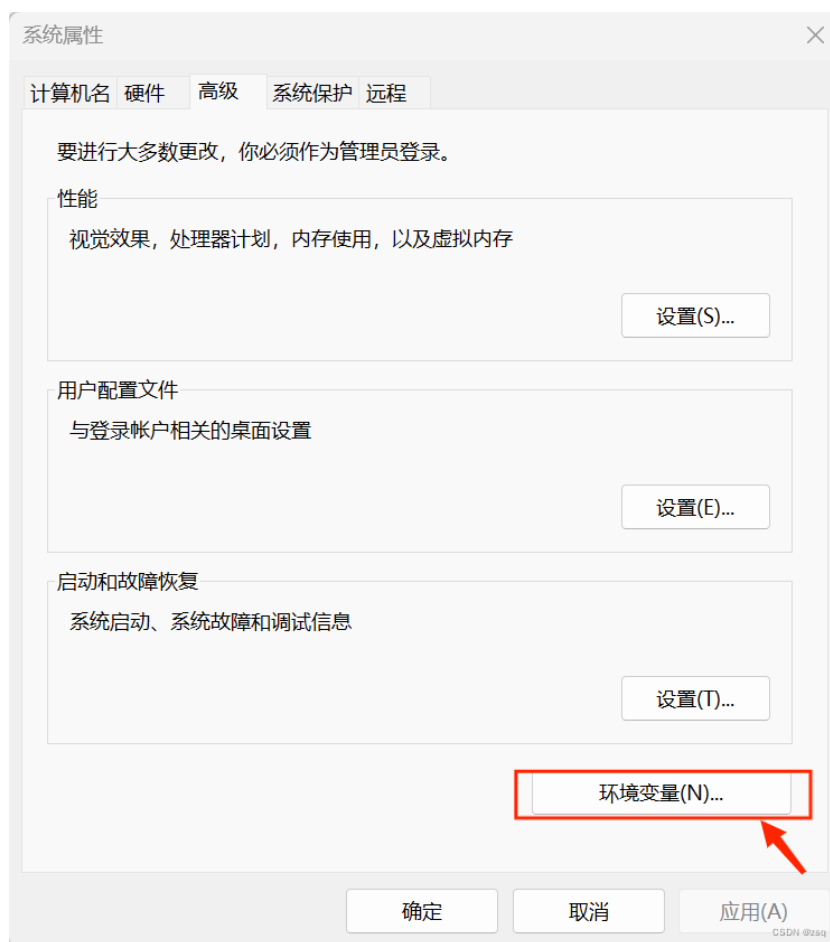 系统属性
计算机名 硬件 高级 系统保护 远程
要进行大多数更改，你必须作为管理员登录。
性能
视觉效果，处理器计划，内存使用，以及虚拟内存
设置(S)...
用户配置文件
与登录帐户相关的桌面设置
设置(E)...
启动和故障恢复
系统启动、系统故障和调试信息
设置(T)...
环境变量(N)...
确定 取消 应用(A)
CSDN @zsq